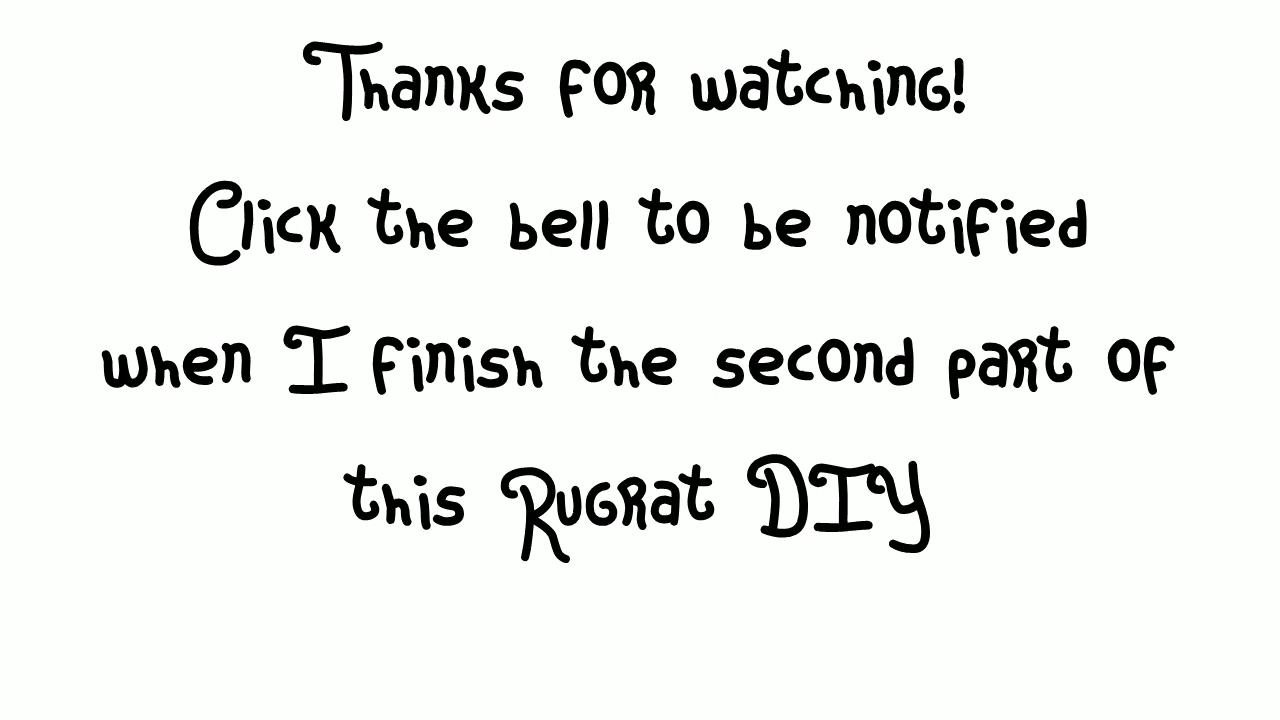 Thanks for watching!
Click the bell to be notified
when I finish the second part of
this Rugrat DIY